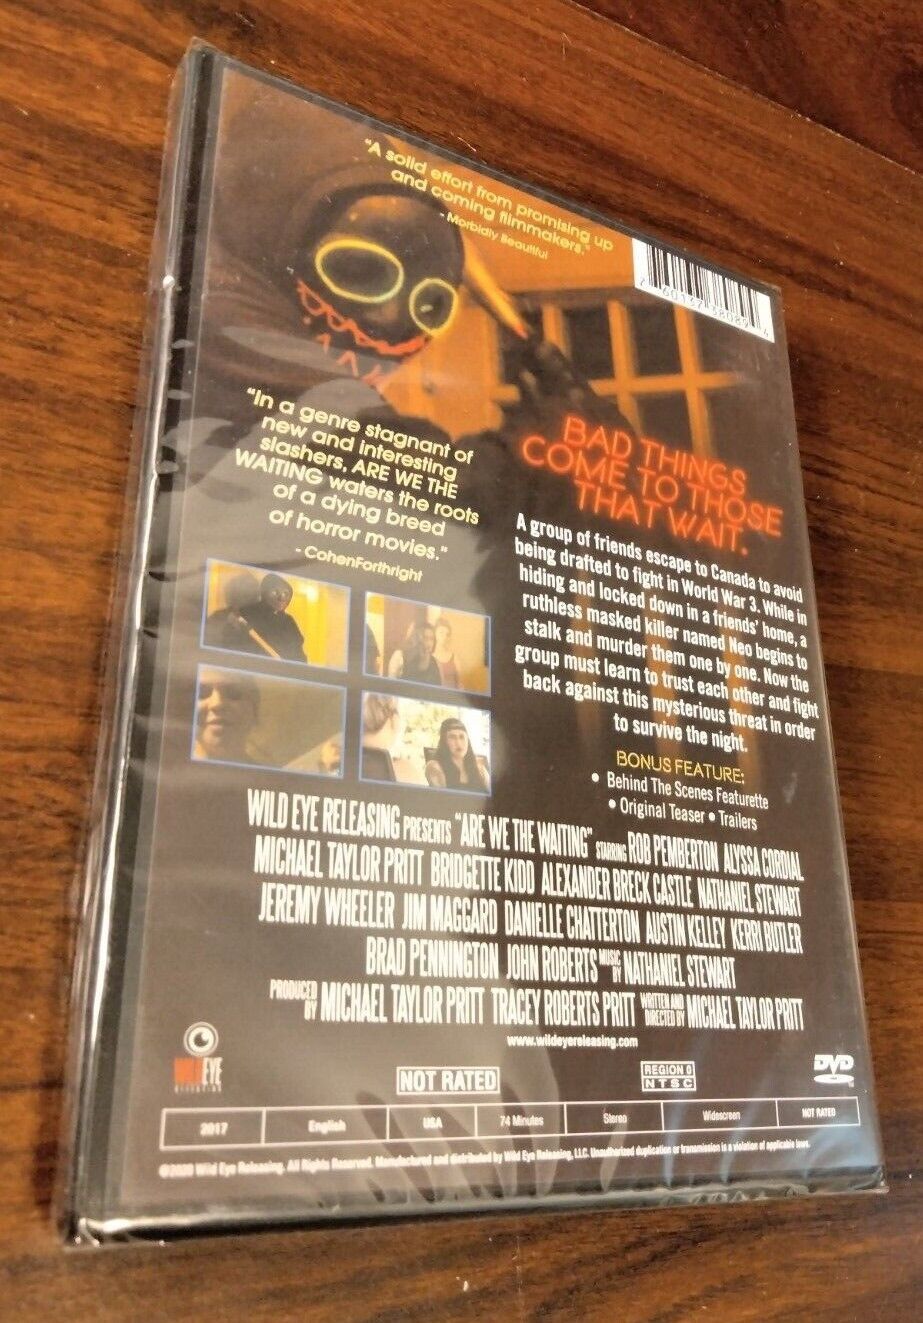 "A solid effort from promising up
and coming filmmakers."
- Morbidly Beautiful
7 60137 38089 4
"In a genre stagnant of
new and interesting
slashers, ARE WE THE
WAITING waters the roots
of a dying breed
of horror movies."
- CohenForthright
BAD THINGS
COME TO THOSE
THAT WAIT.
A group of friends escape to Canada to avoid
being drafted to fight in World War 3. While in
hiding and locked down in a friends' home, a
ruthless masked killer named Neo begins to
stalk and murder them one by one. Now the
group must learn to trust each other and fight
back against this mysterious threat in order
to survive the night.
BONUS FEATURE:
• Behind The Scenes Featurette
• Original Teaser • Trailers
WILD EYE RELEASING PRESENTS "ARE WE THE WAITING" STARRING ROB PEMBERTON ALYSSA CORDIAL
MICHAEL TAYLOR PRITT BRIDGETTE KIDD ALEXANDER BRECK CASTLE NATHANIEL STEWART
JEREMY WHEELER JIM MAGGARD DANIELLE CHATTERTON AUSTIN KELLEY KERRI BUTLER
BRAD PENNINGTON JOHN ROBERTS MUSIC BY NATHANIEL STEWART
PRODUCED BY MICHAEL TAYLOR PRITT TRACEY ROBERTS PRITT WRITTEN AND DIRECTED BY MICHAEL TAYLOR PRITT
www.wildeyereleasing.com
WILD EYE
RELEASING
NOT RATED
REGION 0
NTSC
DVD
2017 English USA 74 Minutes Stereo Widescreen NOT RATED
©2020 Wild Eye Releasing. All Rights Reserved. Manufactured and distributed by Wild Eye Releasing, LLC. Unauthorized duplication or transmission is a violation of applicable laws.